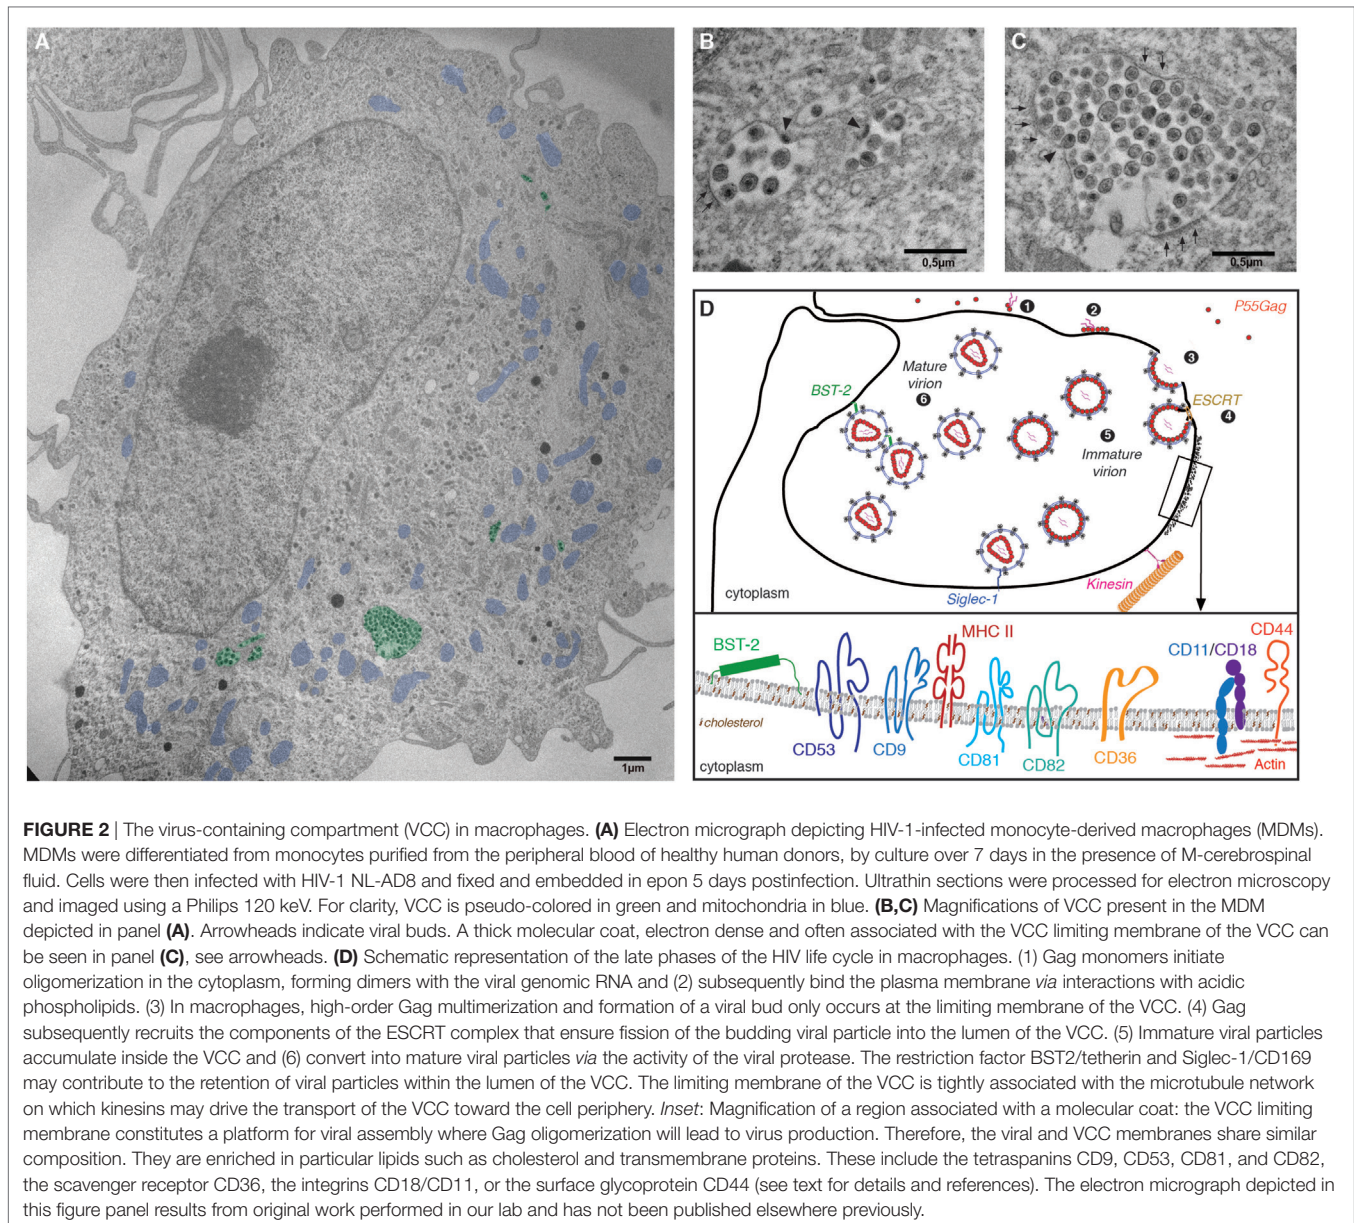 A
B
C
1µm
0,5µm
0,5µm
D
1
2
P55Gag
3
Mature
virion
6
BST-2
ESCRT
4
5
Immature
virion
Kinesin
cytoplasm
Siglec-1
BST-2
MHC II
CD44
CD11/CD18
cholesterol
CD53
CD9
CD81
CD82
CD36
cytoplasm
Actin
FIGURE 2 | The virus-containing compartment (VCC) in macrophages. (A) Electron micrograph depicting HIV-1-infected monocyte-derived macrophages (MDMs).
MDMs were differentiated from monocytes purified from the peripheral blood of healthy human donors, by culture over 7 days in the presence of M-cerebrospinal
fluid. Cells were then infected with HIV-1 NL-AD8 and fixed and embedded in epon 5 days postinfection. Ultrathin sections were processed for electron microscopy
and imaged using a Philips 120 keV. For clarity, VCC is pseudo-colored in green and mitochondria in blue. (B,C) Magnifications of VCC present in the MDM
depicted in panel (A). Arrowheads indicate viral buds. A thick molecular coat, electron dense and often associated with the VCC limiting membrane of the VCC can
be seen in panel (C), see arrowheads. (D) Schematic representation of the late phases of the HIV life cycle in macrophages. (1) Gag monomers initiate
oligomerization in the cytoplasm, forming dimers with the viral genomic RNA and (2) subsequently bind the plasma membrane via interactions with acidic
phospholipids. (3) In macrophages, high-order Gag multimerization and formation of a viral bud only occurs at the limiting membrane of the VCC. (4) Gag
subsequently recruits the components of the ESCRT complex that ensure fission of the budding viral particle into the lumen of the VCC. (5) Immature viral particles
accumulate inside the VCC and (6) convert into mature viral particles via the activity of the viral protease. The restriction factor BST2/tetherin and Siglec-1/CD169
may contribute to the retention of viral particles within the lumen of the VCC. The limiting membrane of the VCC is tightly associated with the microtubule network
on which kinesins may drive the transport of the VCC toward the cell periphery. Inset: Magnification of a region associated with a molecular coat: the VCC limiting
membrane constitutes a platform for viral assembly where Gag oligomerization will lead to virus production. Therefore, the viral and VCC membranes share similar
composition. They are enriched in particular lipids such as cholesterol and transmembrane proteins. These include the tetraspanins CD9, CD53, CD81, and CD82,
the scavenger receptor CD36, the integrins CD18/CD11, or the surface glycoprotein CD44 (see text for details and references). The electron micrograph depicted in
this figure panel results from original work performed in our lab and has not been published elsewhere previously.